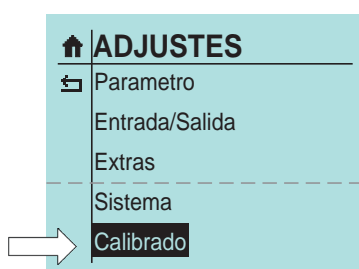 ADJUSTES
Parametro
Entrada/Salida
Extras
Sistema
Calibrado